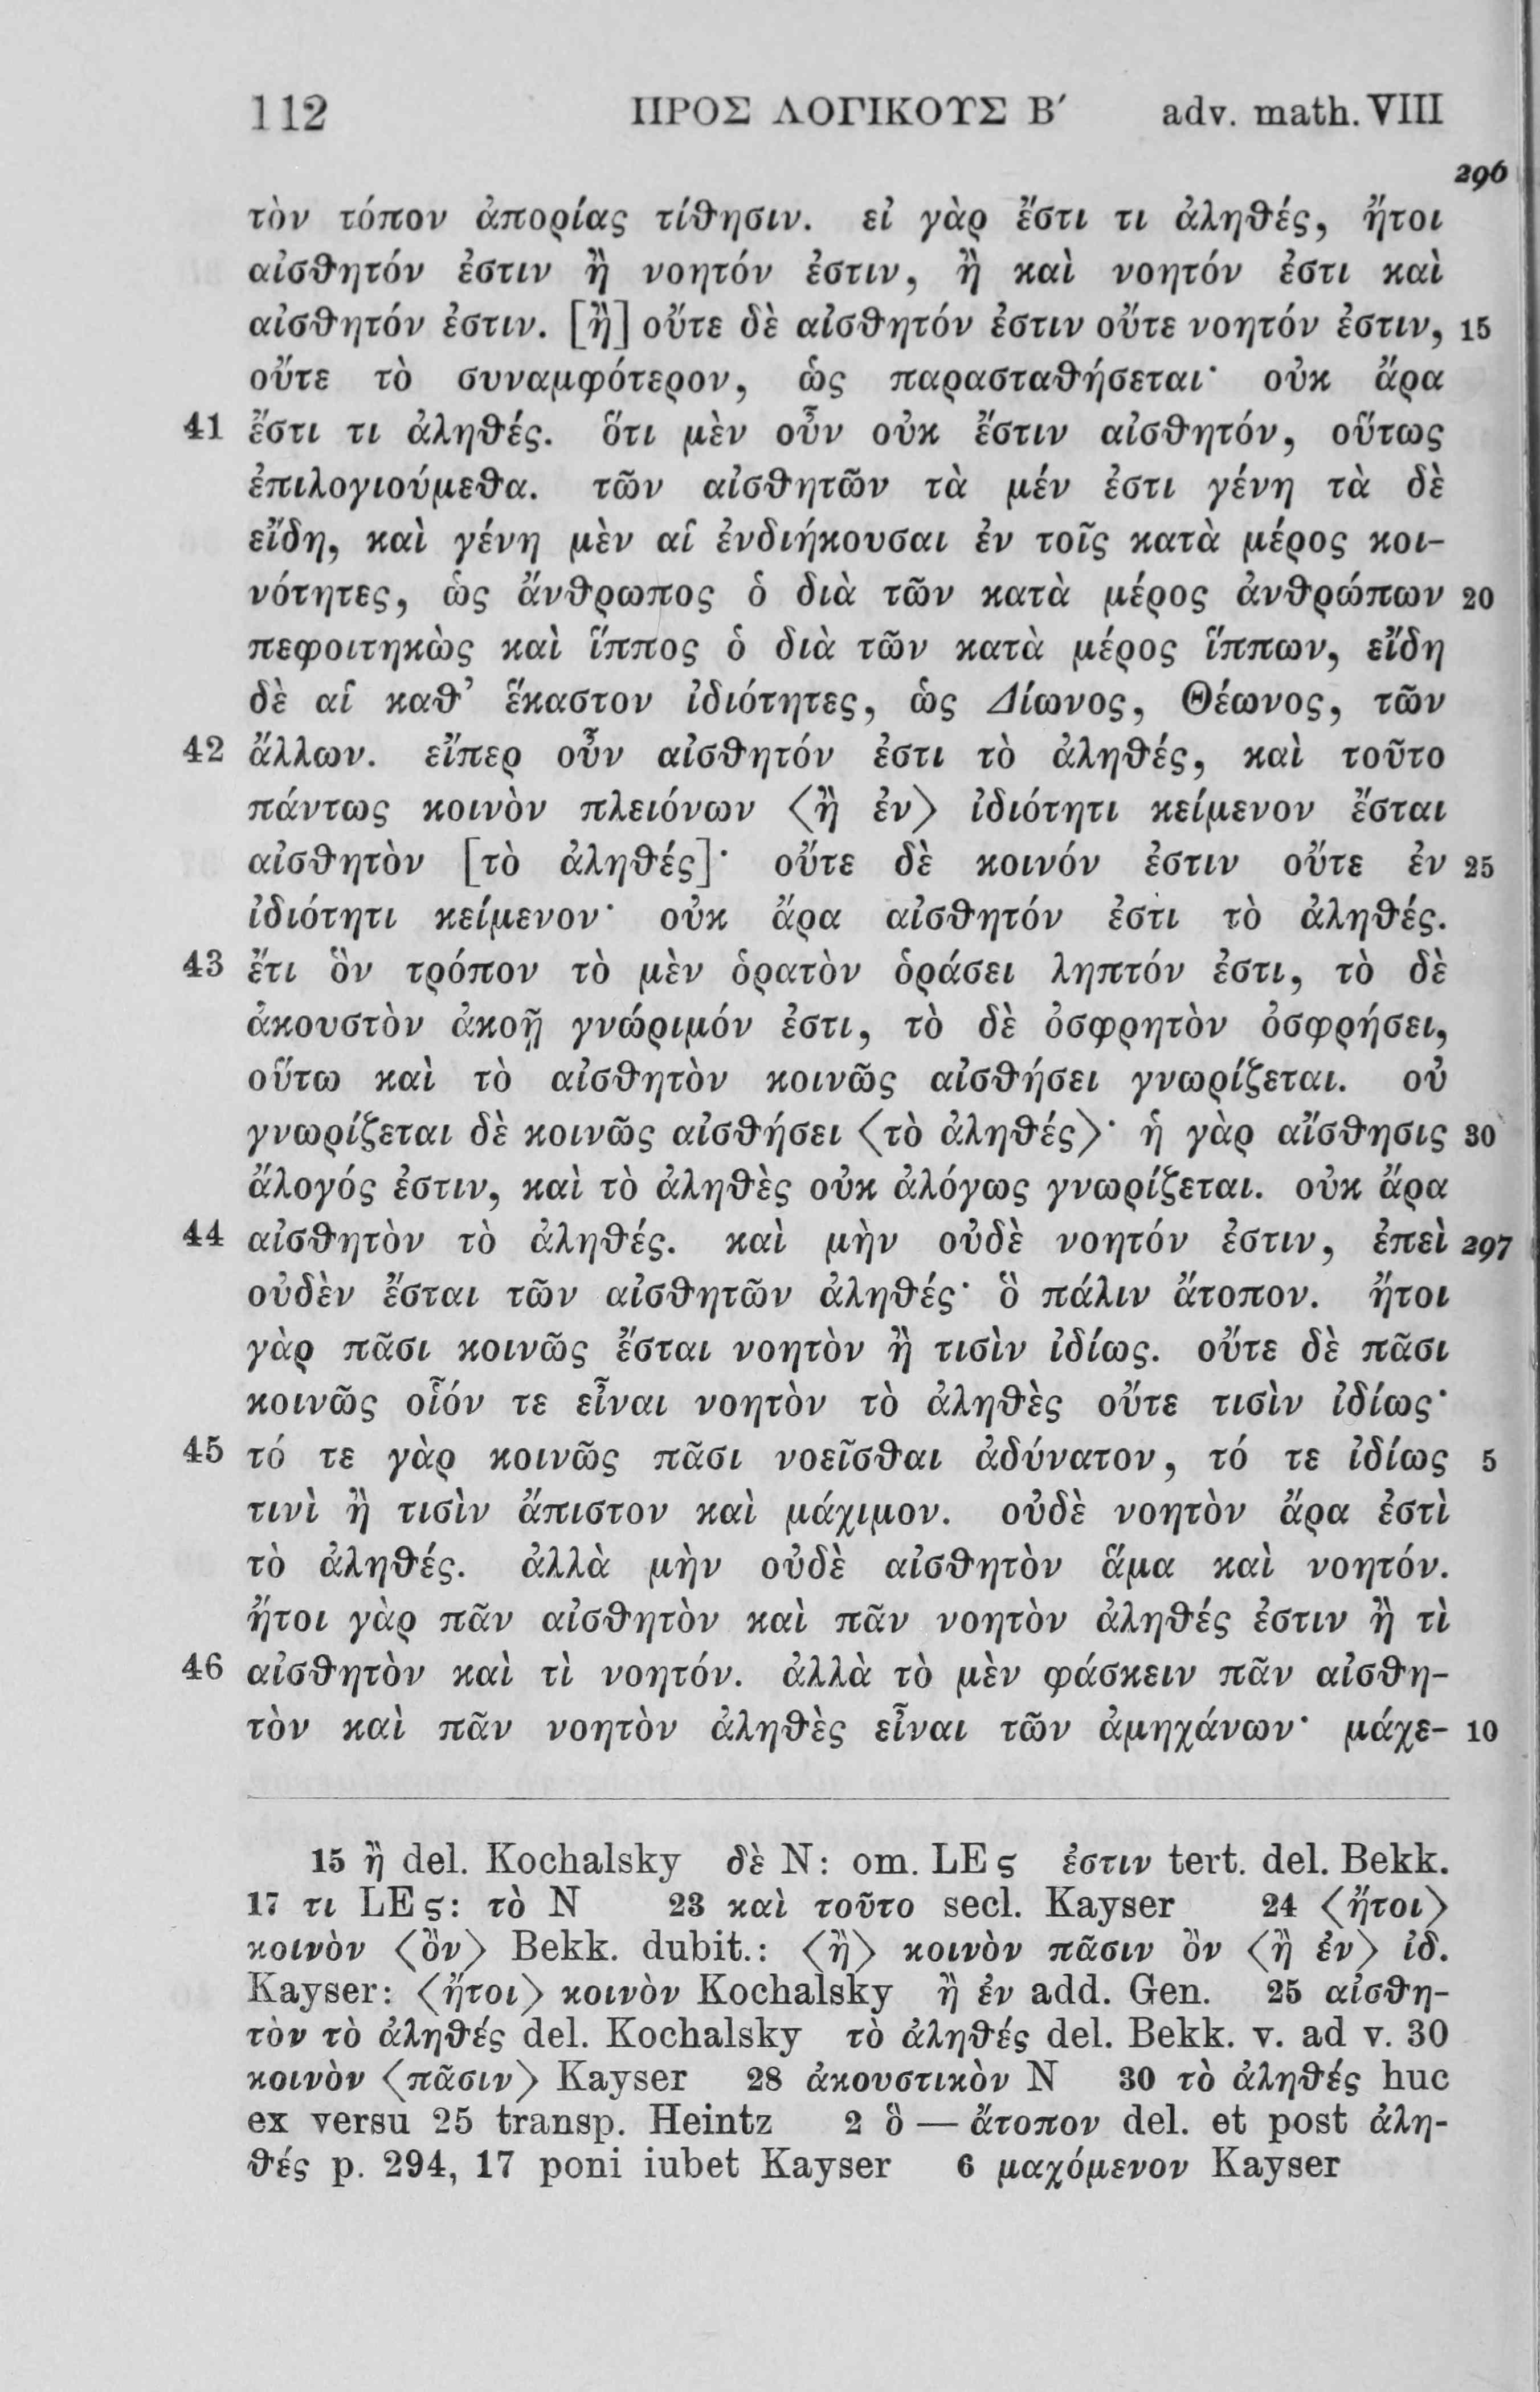 112 ΠΡΟΣ ΛΟΓΙΚΟΥΣ Β′ adv. math. VIII
296
τὸν τόπον ἀπορίας τίθησιν. εἰ γὰρ ἔστι τι ἀληθές, ἤτοι
αἰσθητόν ἐστιν ἢ νοητόν ἐστιν, ἢ καὶ νοητόν ἐστι καὶ
αἰσθητόν ἐστιν. [ἢ] οὔτε δὲ αἰσθητόν ἐστιν οὔτε νοητόν ἐστιν, 15
οὔτε τὸ συναμφότερον, ὡς παρασταθήσεται· οὐκ ἄρα
41 ἔστι τι ἀληθές. ὅτι μὲν οὖν οὐκ ἔστιν αἰσθητόν, οὕτως
ἐπιλογιούμεθα. τῶν αἰσθητῶν τὰ μέν ἐστι γένη τὰ δὲ
εἴδη, καὶ γένη μὲν αἱ ἐνδιήκουσαι ἐν τοῖς κατὰ μέρος κοι-
νότητες, ὡς ἄνθρωπος ὁ διὰ τῶν κατὰ μέρος ἀνθρώπων 20
πεφοιτηκὼς καὶ ἵππος ὁ διὰ τῶν κατὰ μέρος ἵππων, εἴδη
δὲ αἱ καθ’ ἕκαστον ἰδιότητες, ὡς Δίωνος, Θέωνος, τῶν
42 ἄλλων. εἴπερ οὖν αἰσθητόν ἐστι τὸ ἀληθές, καὶ τοῦτο
πάντως κοινὸν πλειόνων ⟨ἢ ἐν⟩ ἰδιότητι κείμενον ἔσται
αἰσθητὸν [τὸ ἀληθές]· οὔτε δὲ κοινόν ἐστιν οὔτε ἐν 25
ἰδιότητι κείμενον· οὐκ ἄρα αἰσθητόν ἐστι τὸ ἀληθές.
43 ἔτι ὃν τρόπον τὸ μὲν ὁρατὸν ὁράσει ληπτόν ἐστι, τὸ δὲ
ἀκουστὸν ἀκοῇ γνώριμόν ἐστι, τὸ δὲ ὀσφρητὸν ὀσφρήσει,
οὕτω καὶ τὸ αἰσθητὸν κοινῶς αἰσθήσει γνωρίζεται. οὐ
γνωρίζεται δὲ κοινῶς αἰσθήσει ⟨τὸ ἀληθές⟩· ἡ γὰρ αἴσθησις 30
ἄλογός ἐστιν, καὶ τὸ ἀληθὲς οὐκ ἀλόγως γνωρίζεται. οὐκ ἄρα
44 αἰσθητὸν τὸ ἀληθές. καὶ μὴν οὐδὲ νοητόν ἐστιν, ἐπεὶ 297
οὐδὲν ἔσται τῶν αἰσθητῶν ἀληθές· ὃ πάλιν ἄτοπον. ἤτοι
γὰρ πᾶσι κοινῶς ἔσται νοητὸν ἢ τισὶν ἰδίως. οὔτε δὲ πᾶσι
κοινῶς οἷόν τε εἶναι νοητὸν τὸ ἀληθὲς οὔτε τισὶν ἰδίως·
45 τό τε γὰρ κοινῶς πᾶσι νοεῖσθαι ἀδύνατον, τό τε ἰδίως 5
τινὶ ἢ τισὶν ἄπιστον καὶ μάχιμον. οὐδὲ νοητὸν ἄρα ἐστὶ
τὸ ἀληθές. ἀλλὰ μὴν οὐδὲ αἰσθητὸν ἅμα καὶ νοητόν.
ἤτοι γὰρ πᾶν αἰσθητὸν καὶ πᾶν νοητὸν ἀληθές ἐστιν ἢ τὶ
46 αἰσθητὸν καὶ τὶ νοητόν. ἀλλὰ τὸ μὲν φάσκειν πᾶν αἰσθη-
τὸν καὶ πᾶν νοητὸν ἀληθὲς εἶναι τῶν ἀμηχάνων· μάχε- 10
15 ἢ del. Kochalsky δὲ N: om. LE ς ἐστιν tert. del. Bekk.
17 τι LE ς: τὸ N 23 καὶ τοῦτο secl. Kayser 24 ⟨ἤτοι⟩
κοινὸν ⟨ὂν⟩ Bekk. dubit.: ⟨ἢ⟩ κοινὸν πᾶσιν ὂν ⟨ἢ ἐν⟩ ἰδ.
Kayser: ⟨ἤτοι⟩ κοινὸν Kochalsky ἢ ἐν add. Gen. 25 αἰσθη-
τὸν τὸ ἀληθές del. Kochalsky τὸ ἀληθές del. Bekk. v. ad v. 30
κοινὸν ⟨πᾶσιν⟩ Kayser 28 ἀκουστικὸν N 30 τὸ ἀληθές huc
ex versu 25 transp. Heintz 2 ὃ — ἄτοπον del. et post ἀλη-
θές p. 294, 17 poni iubet Kayser 6 μαχόμενον Kayser